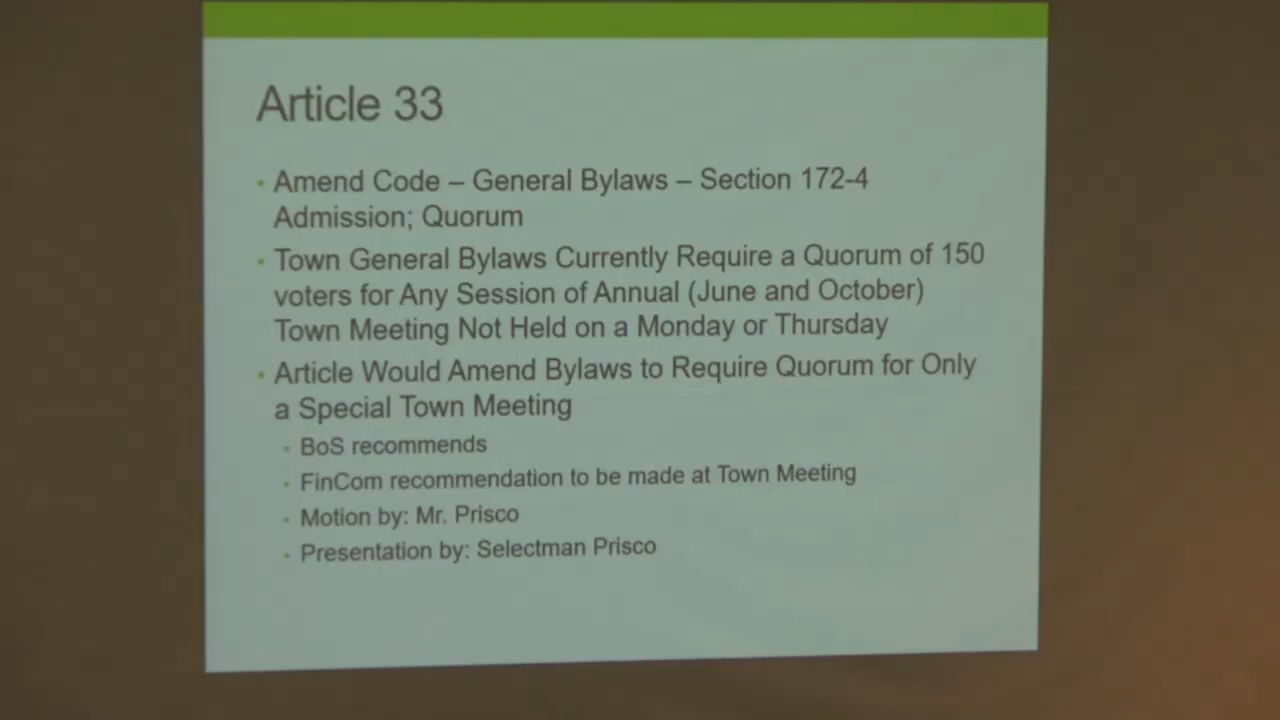 Article 33
• Amend Code – General Bylaws – Section 172-4
Admission; Quorum
• Town General Bylaws Currently Require a Quorum of 150
voters for Any Session of Annual (June and October)
Town Meeting Not Held on a Monday or Thursday
• Article Would Amend Bylaws to Require Quorum for Only
a Special Town Meeting
• BoS recommends
• FinCom recommendation to be made at Town Meeting
• Motion by: Mr. Prisco
• Presentation by: Selectman Prisco